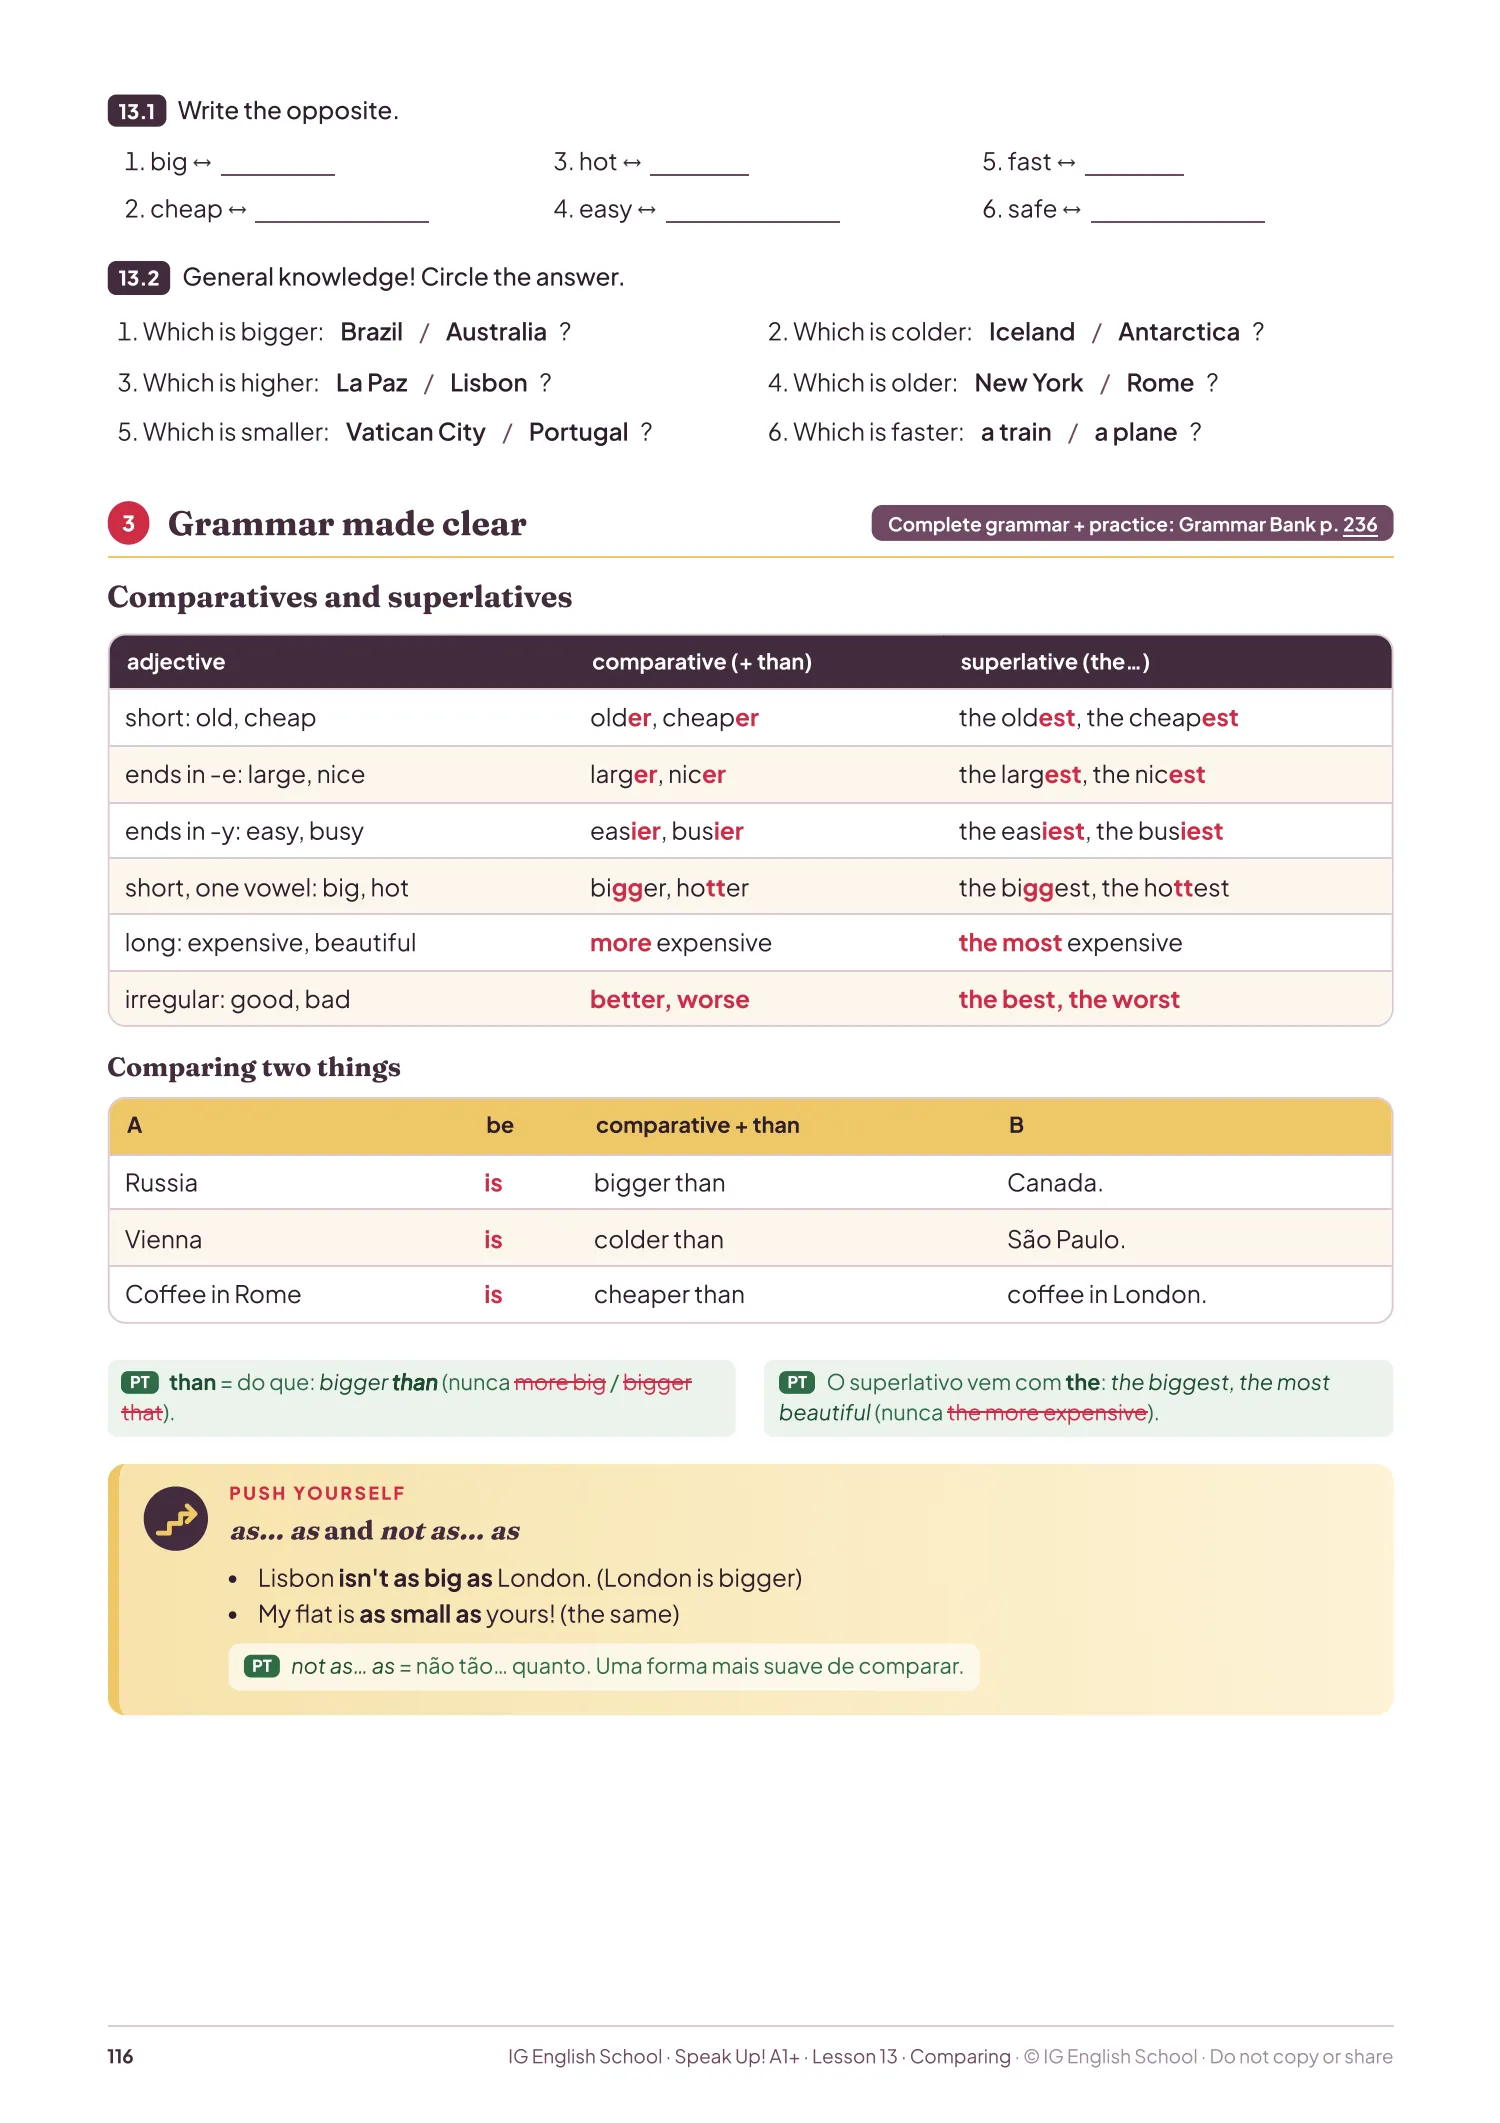 13.1 Write the opposite.
1. big ↔ ________ 3. hot ↔ ________ 5. fast ↔ ________
2. cheap ↔ ________ 4. easy ↔ ________ 6. safe ↔ ________
13.2 General knowledge! Circle the answer.
1. Which is bigger: Brazil / Australia ? 2. Which is colder: Iceland / Antarctica ?
3. Which is higher: La Paz / Lisbon ? 4. Which is older: New York / Rome ?
5. Which is smaller: Vatican City / Portugal ? 6. Which is faster: a train / a plane ?
3 Grammar made clear Complete grammar + practice: Grammar Bank p. 236
Comparatives and superlatives
adjective comparative (+ than) superlative (the…)
short: old, cheap older, cheaper the oldest, the cheapest
ends in -e: large, nice larger, nicer the largest, the nicest
ends in -y: easy, busy easier, busier the easiest, the busiest
short, one vowel: big, hot bigger, hotter the biggest, the hottest
long: expensive, beautiful more expensive the most expensive
irregular: good, bad better, worse the best, the worst
Comparing two things
A be comparative + than B
Russia is bigger than Canada.
Vienna is colder than São Paulo.
Coffee in Rome is cheaper than coffee in London.
PT than = do que: bigger than (nunca more big / bigger
that).
PT O superlativo vem com the: the biggest, the most
beautiful (nunca the more expensive).
PUSH YOURSELF
as… as and not as… as
• Lisbon isn't as big as London. (London is bigger)
• My flat is as small as yours! (the same)
PT not as… as = não tão… quanto. Uma forma mais suave de comparar.
116 IG English School · Speak Up! A1+ · Lesson 13 · Comparing · © IG English School · Do not copy or share